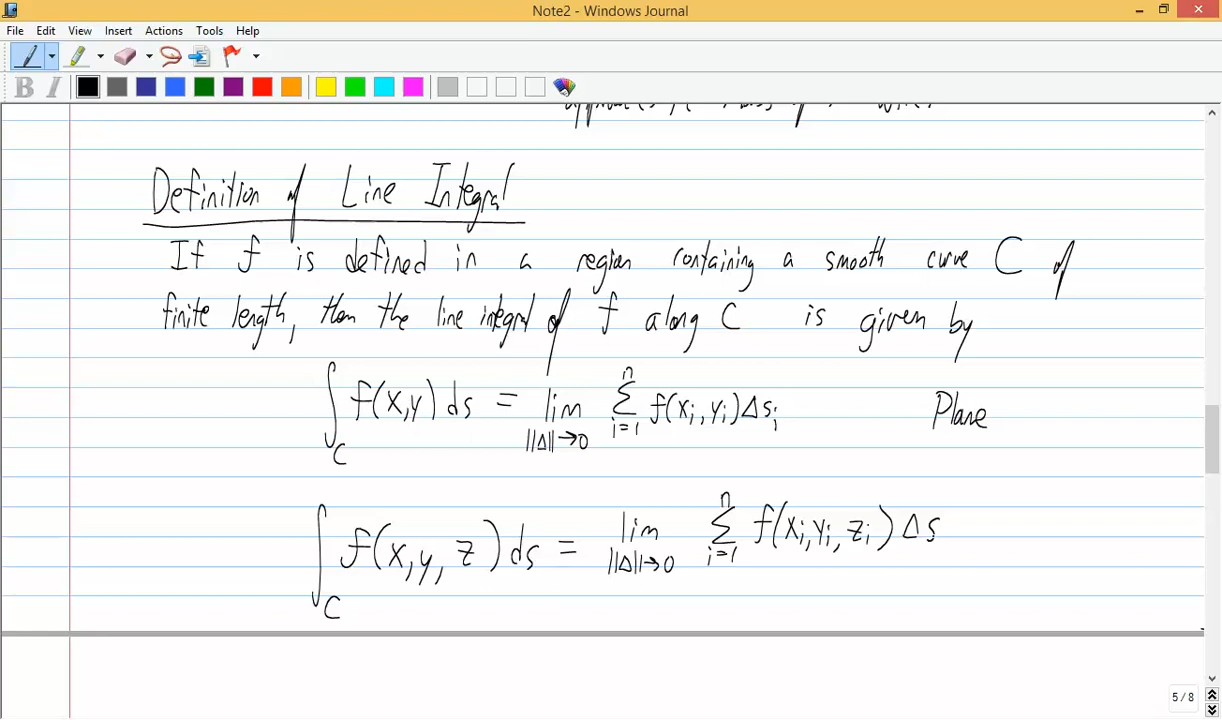 Note2 - Windows Journal
File Edit View Insert Actions Tools Help
B I
Definition of Line Integral
If f is defined in a region containing a smooth curve C of
finite length, then the line integral of f along C is given by
∫_C f(x,y) ds = lim_{||Δ||→0} Σ_{i=1}^{n} f(x_i, y_i) Δs_i Plane
∫_C f(x,y,z) ds = lim_{||Δ||→0} Σ_{i=1}^{n} f(x_i, y_i, z_i) Δs
5 / 8